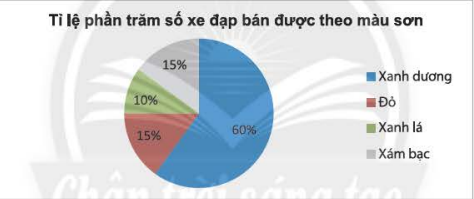 Tỉ lệ phần trăm số xe đạp bán được theo màu sơn
15%
10%
15%
60%
Xanh dương
Đỏ
Xanh lá
Xám bạc
Chân trời sáng tạo